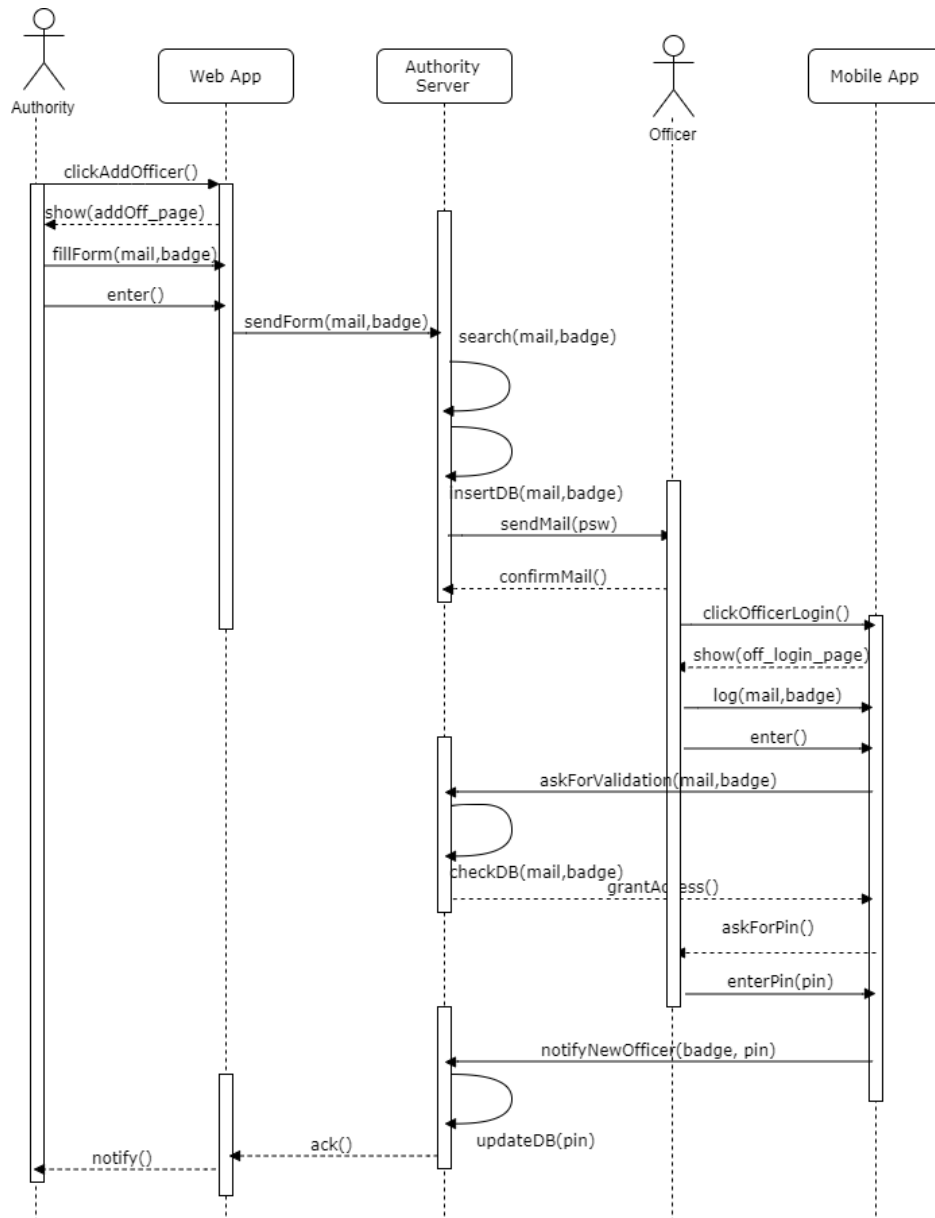 Authority
Web App
Authority
Server
Officer
Mobile App
clickAddOfficer()
show(addOff_page)
fillForm(mail,badge)
enter()
sendForm(mail,badge)
search(mail,badge)
insertDB(mail,badge)
sendMail(psw)
confirmMail()
clickOfficerLogin()
show(off_login_page)
log(mail,badge)
enter()
askForValidation(mail,badge)
checkDB(mail,badge)
grantAccess()
askForPin()
enterPin(pin)
notifyNewOfficer(badge, pin)
updateDB(pin)
ack()
notify()